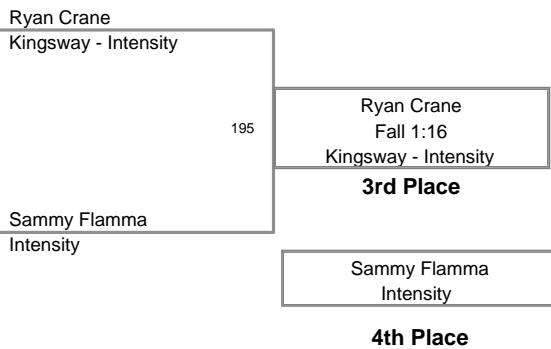 Ryan Crane
Kingsway - Intensity
195
Ryan Crane
Fall 1:16
Kingsway - Intensity
3rd Place
Sammy Flamma
Intensity
Sammy Flamma
Intensity
4th Place